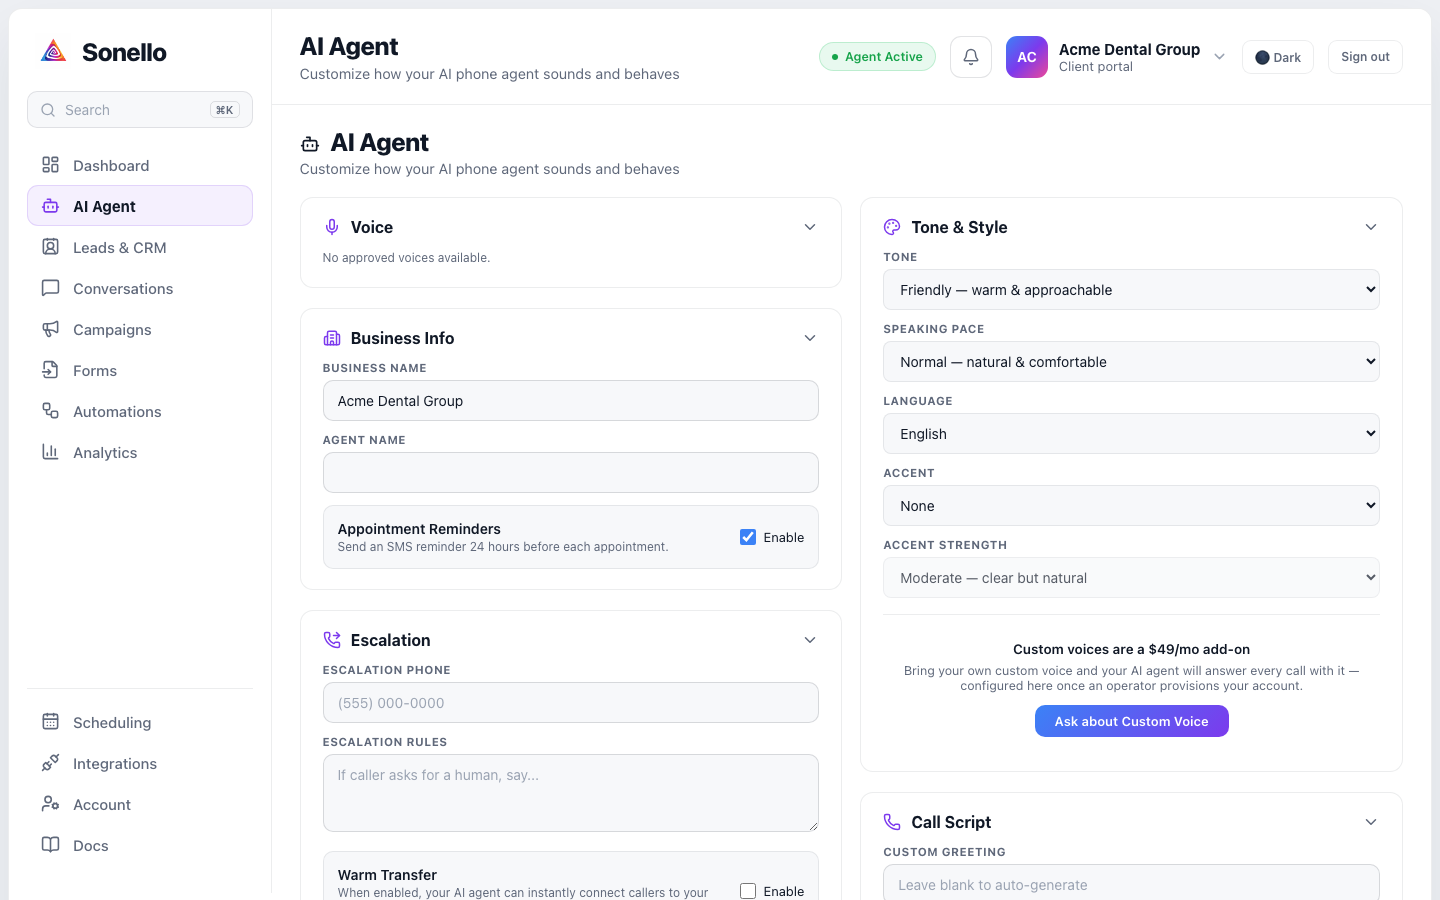 Sonello
Search
⌘K
Dashboard
AI Agent
Leads & CRM
Conversations
Campaigns
Forms
Automations
Analytics
Scheduling
Integrations
Account
Docs
AI Agent
Customize how your AI phone agent sounds and behaves
Agent Active
AC
Acme Dental Group
Client portal
Dark
Sign out
AI Agent
Customize how your AI phone agent sounds and behaves
Voice
No approved voices available.
Business Info
BUSINESS NAME
Acme Dental Group
AGENT NAME
Appointment Reminders
Send an SMS reminder 24 hours before each appointment.
Enable
Escalation
ESCALATION PHONE
(555) 000-0000
ESCALATION RULES
If caller asks for a human, say...
Warm Transfer
When enabled, your AI agent can instantly connect callers to your
Enable
Tone & Style
TONE
Friendly — warm & approachable
SPEAKING PACE
Normal — natural & comfortable
LANGUAGE
English
ACCENT
None
ACCENT STRENGTH
Moderate — clear but natural
Custom voices are a $49/mo add-on
Bring your own custom voice and your AI agent will answer every call with it —
configured here once an operator provisions your account.
Ask about Custom Voice
Call Script
CUSTOM GREETING
Leave blank to auto-generate